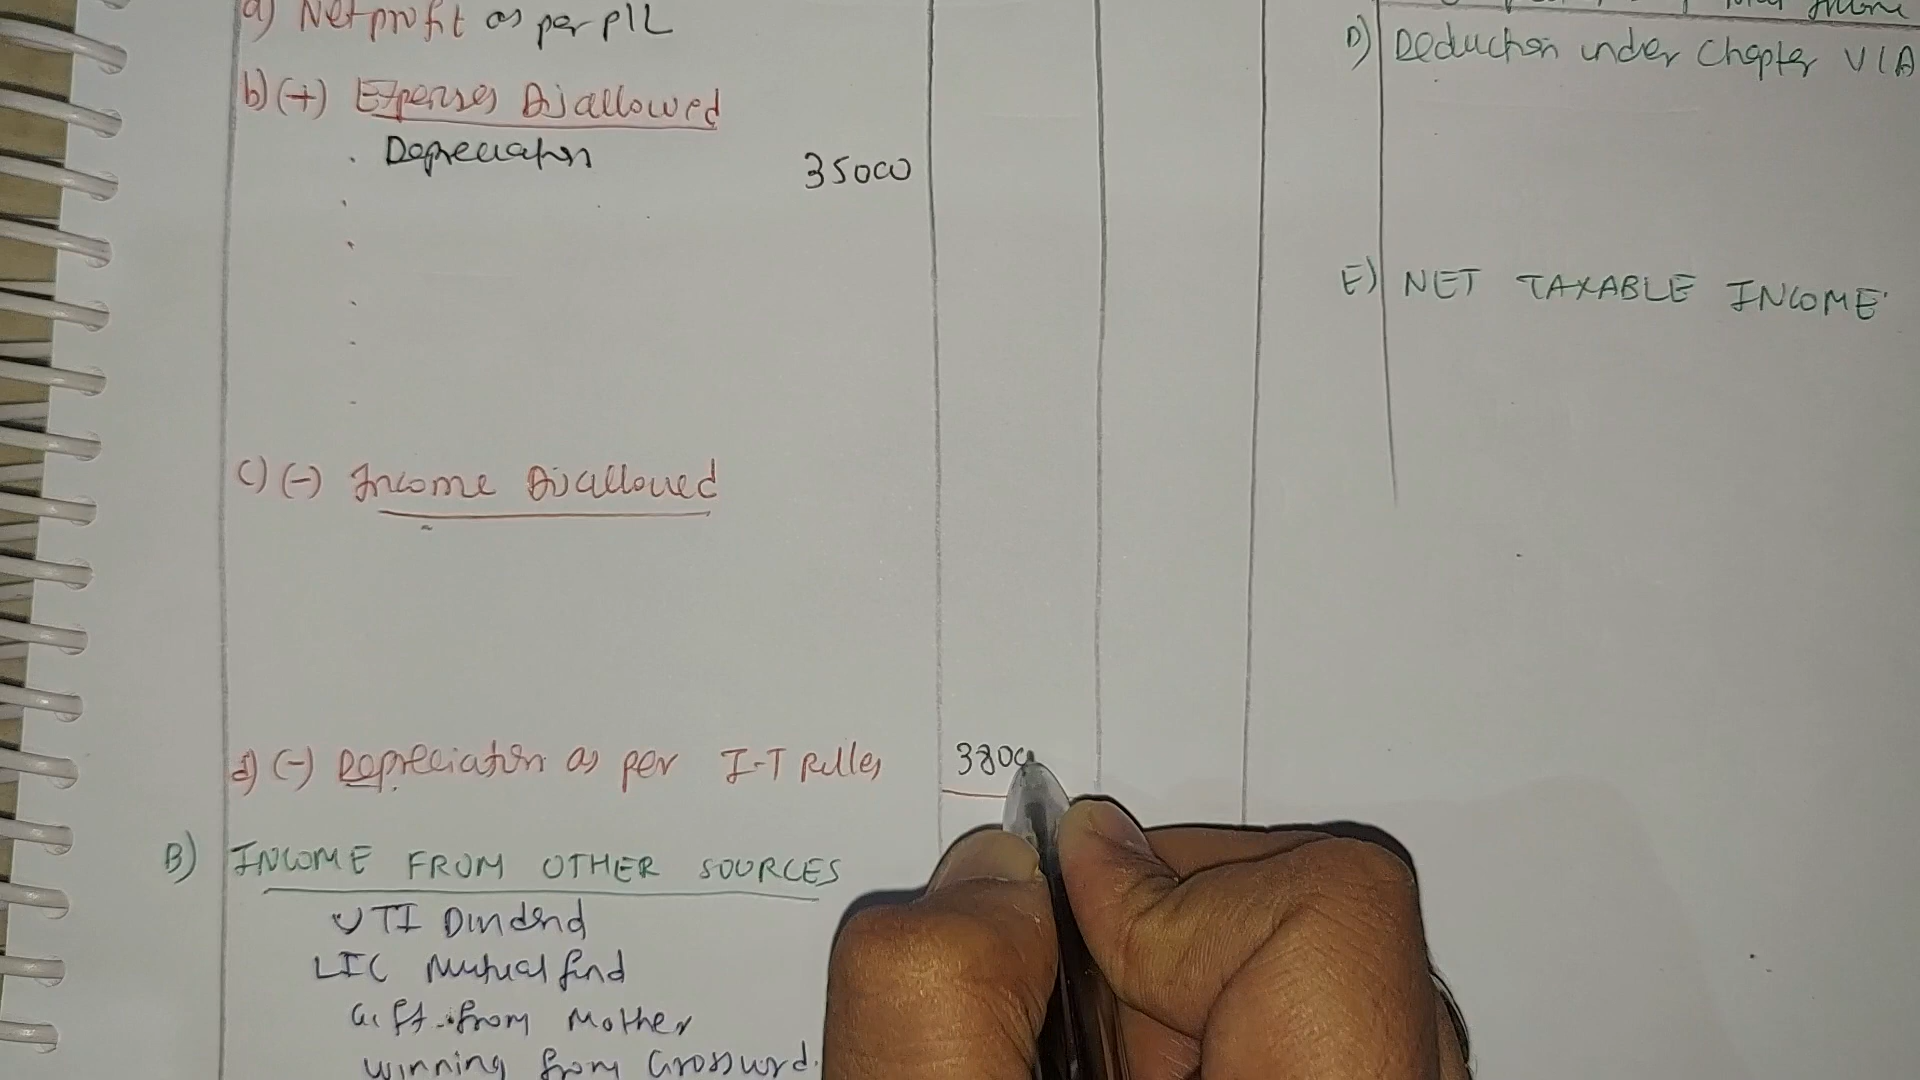 a) Net profit as per P/L
b) (+) Expenses Disallowed
. Depreciation 35000
c) (-) Income Disallowed
d) (-) Depreciation as per I-T Rules 3800
B) INCOME FROM OTHER SOURCES
UTI Dividend
LIC Mutual fund
Gift from Mother
winning from Crossword.
D) Deduction under Chapter VIA
E) NET TAXABLE INCOME